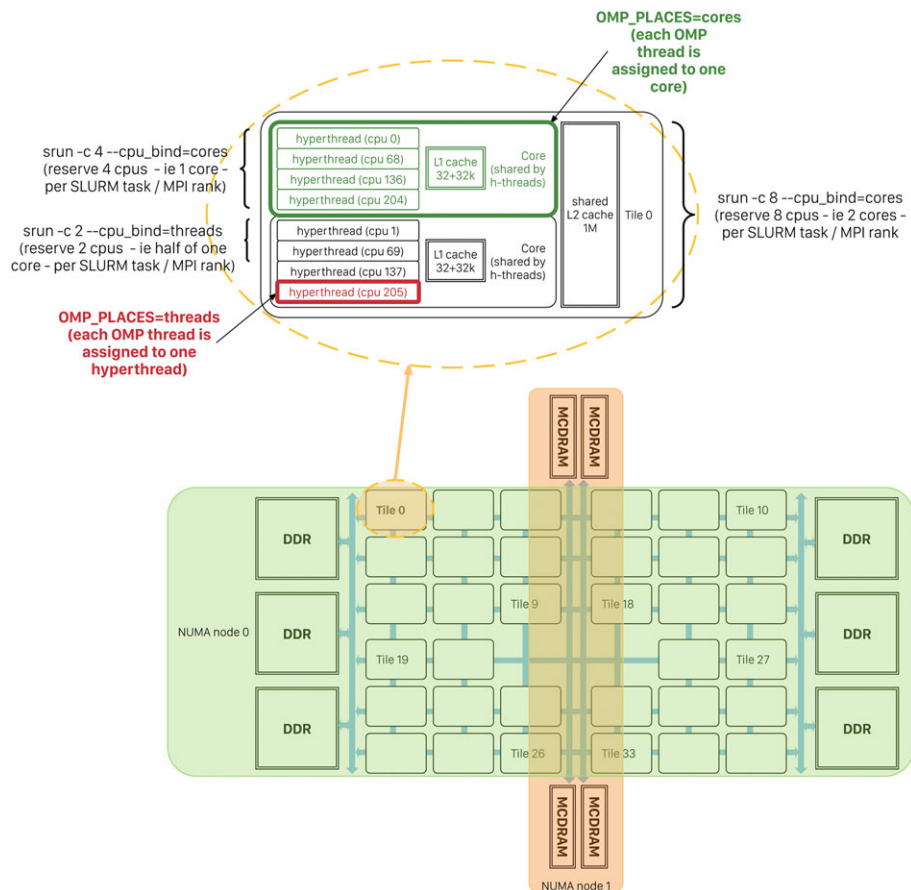 OMP_PLACES=cores
(each OMP
thread is
assigned to one
core)
srun -c 4 --cpu_bind=cores
(reserve 4 cpus - ie 1 core -
per SLURM task / MPI rank)
srun -c 2 --cpu_bind=threads
(reserve 2 cpus - ie half of one
core - per SLURM task / MPI rank)
OMP_PLACES=threads
(each OMP thread is
assigned to one
hyperthread)
hyperthread (cpu 0)
hyperthread (cpu 68)
hyperthread (cpu 136)
hyperthread (cpu 204)
L1 cache
32+32k
Core
(shared by
h-threads)
hyperthread (cpu 1)
hyperthread (cpu 69)
hyperthread (cpu 137)
hyperthread (cpu 205)
L1 cache
32+32k
Core
(shared by
h-threads)
shared
L2 cache
1M
Tile 0
srun -c 8 --cpu_bind=cores
(reserve 8 cpus - ie 2 cores -
per SLURM task / MPI rank
MCDRAM
MCDRAM
NUMA node 0
DDR
DDR
DDR
Tile 0
Tile 10
Tile 9
Tile 18
Tile 19
Tile 27
Tile 26
Tile 33
DDR
DDR
DDR
MCDRAM
MCDRAM
NUMA node 1